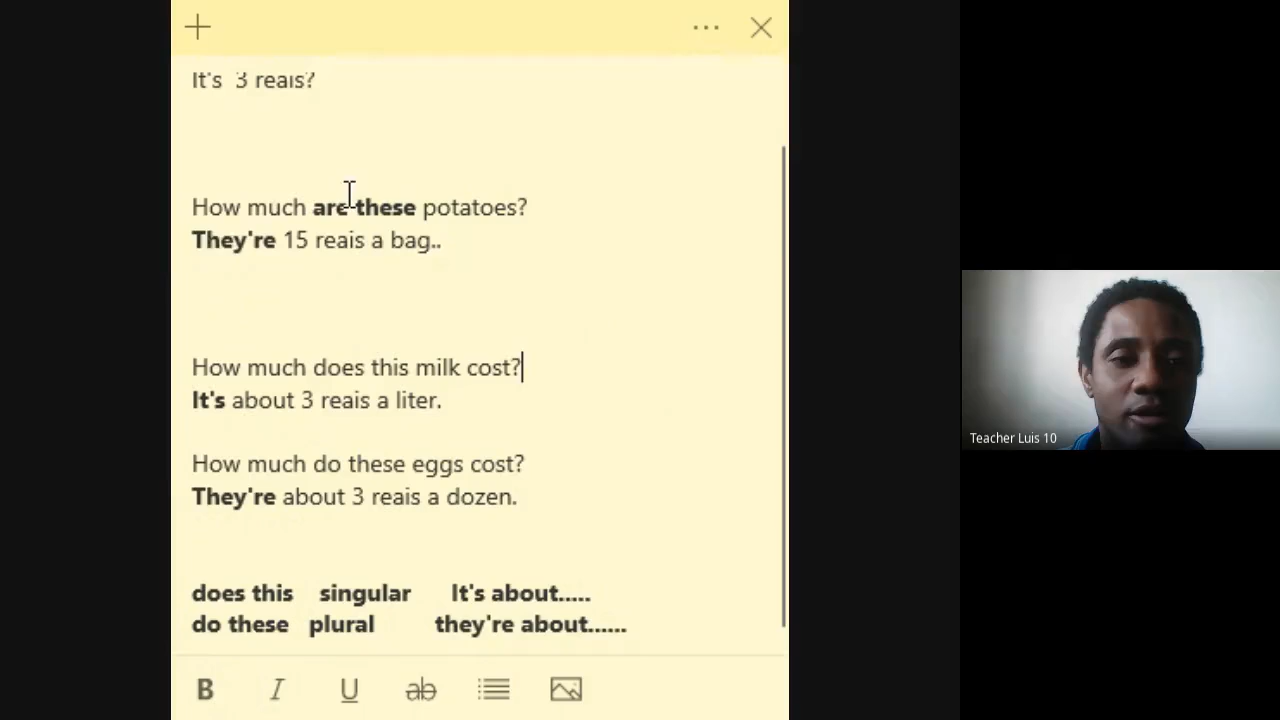 It's 3 reais?
How much are these potatoes?
They're 15 reais a bag..
How much does this milk cost?
It's about 3 reais a liter.
How much do these eggs cost?
They're about 3 reais a dozen.
does this singular It's about.....
do these plural they're about......
B I U ab
Teacher Luis 10